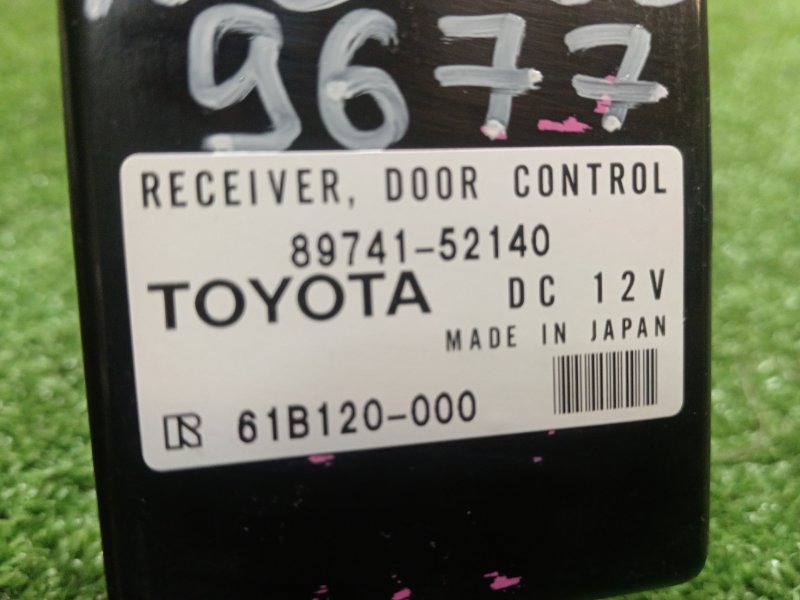 9677
RECEIVER, DOOR CONTROL
89741-52140
TOYOTA DC 12V
MADE IN JAPAN
61B120-000